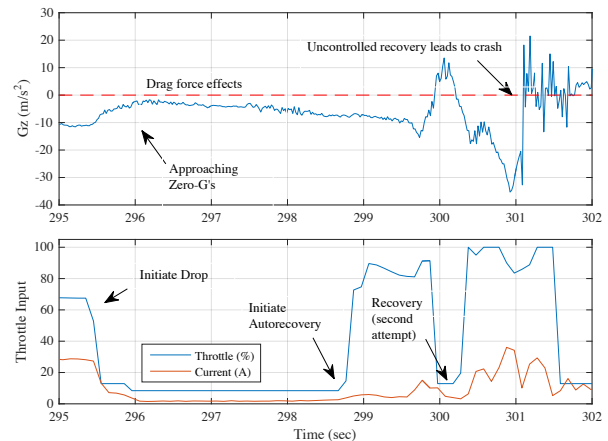 30
20
10
0
-10
-20
-30
-40
Gz (m/s²)
Uncontrolled recovery leads to crash
Drag force effects
Approaching
Zero-G's
295 296 297 298 299 300 301 302
100
80
60
40
20
0
Throttle Input
Initiate Drop
Initiate
Autorecovery
Recovery
(second
attempt)
Throttle (%)
Current (A)
295 296 297 298 299 300 301 302
Time (sec)